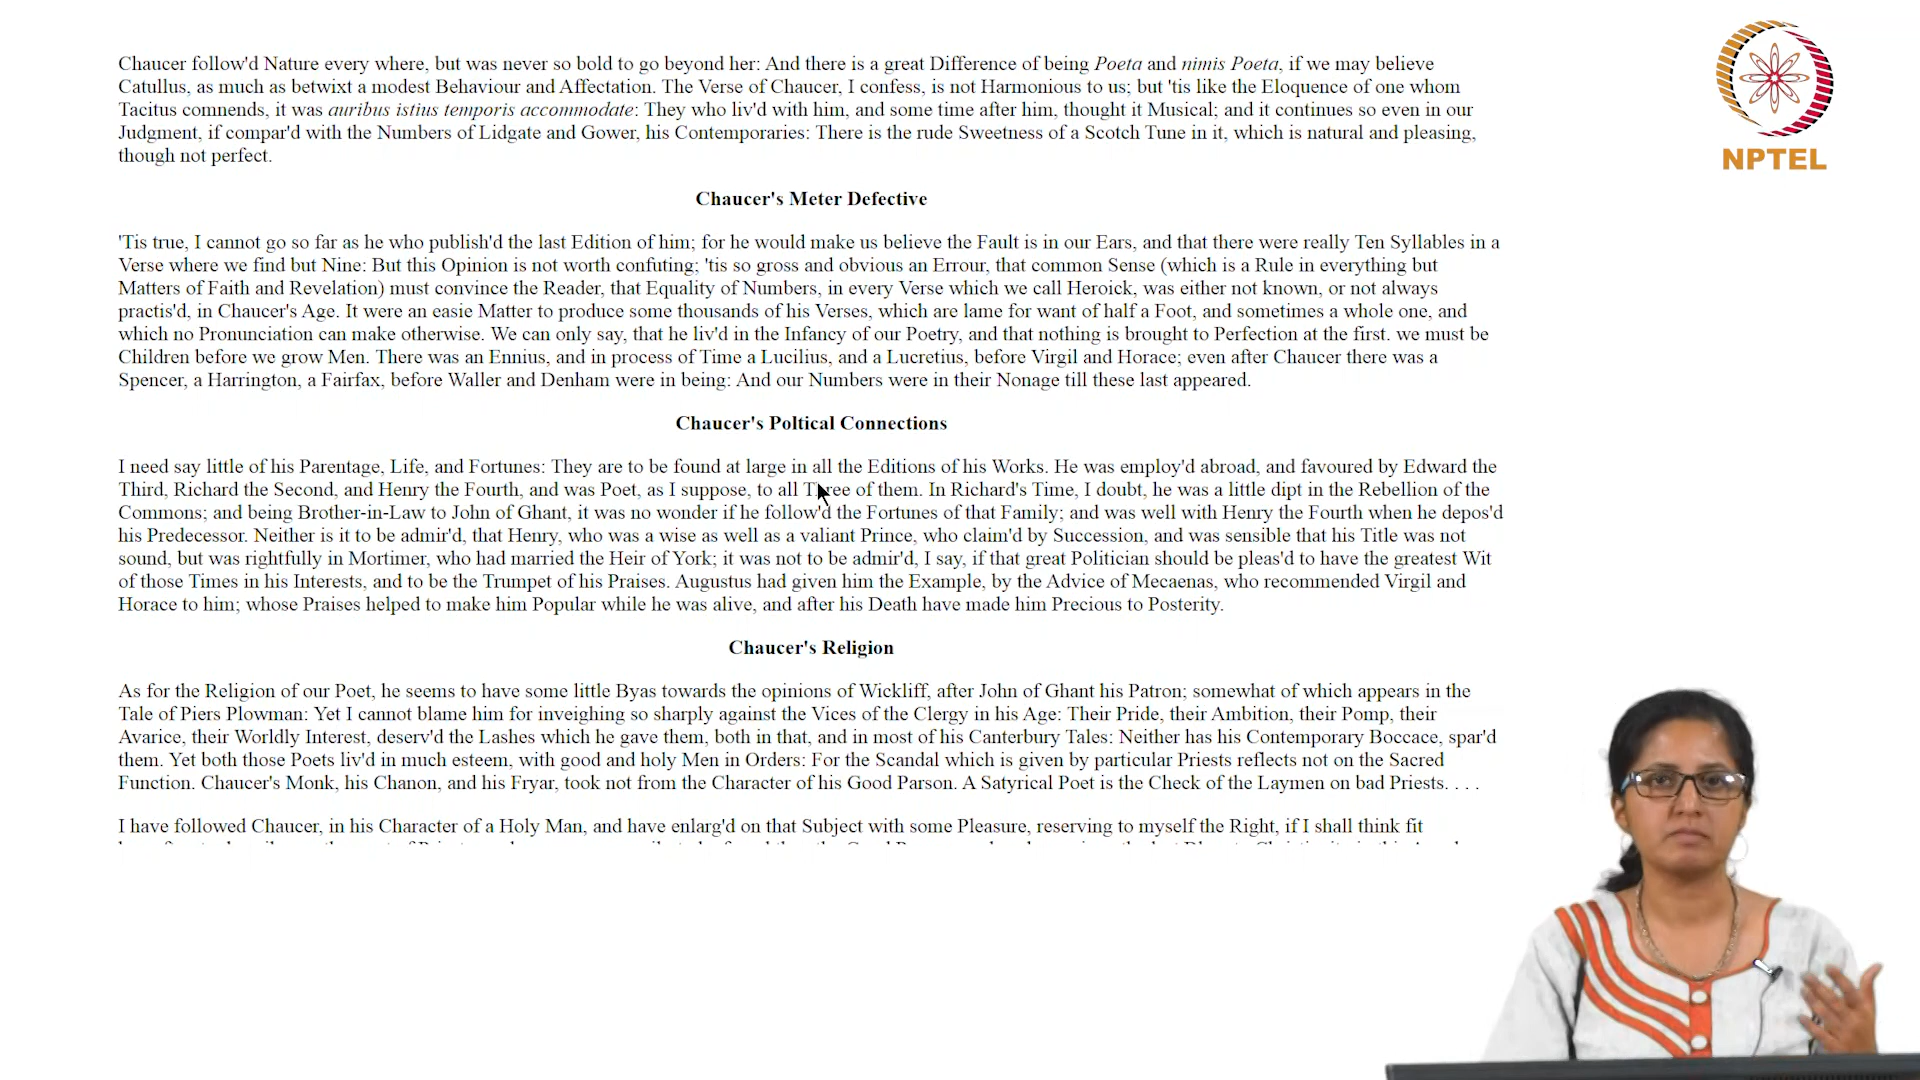 Chaucer follow'd Nature every where, but was never so bold to go beyond her: And there is a great Difference of being Poeta and nimis Poeta, if we may believe
Catullus, as much as betwixt a modest Behaviour and Affectation. The Verse of Chaucer, I confess, is not Harmonious to us; but 'tis like the Eloquence of one whom
Tacitus comnends, it was auribus istius temporis accommodate: They who liv'd with him, and some time after him, thought it Musical; and it continues so even in our
Judgment, if compar'd with the Numbers of Lidgate and Gower, his Contemporaries: There is the rude Sweetness of a Scotch Tune in it, which is natural and pleasing,
though not perfect.
Chaucer's Meter Defective
'Tis true, I cannot go so far as he who publish'd the last Edition of him; for he would make us believe the Fault is in our Ears, and that there were really Ten Syllables in a
Verse where we find but Nine: But this Opinion is not worth confuting; 'tis so gross and obvious an Errour, that common Sense (which is a Rule in everything but
Matters of Faith and Revelation) must convince the Reader, that Equality of Numbers, in every Verse which we call Heroick, was either not known, or not always
practis'd, in Chaucer's Age. It were an easie Matter to produce some thousands of his Verses, which are lame for want of half a Foot, and sometimes a whole one, and
which no Pronunciation can make otherwise. We can only say, that he liv'd in the Infancy of our Poetry, and that nothing is brought to Perfection at the first. we must be
Children before we grow Men. There was an Ennius, and in process of Time a Lucilius, and a Lucretius, before Virgil and Horace; even after Chaucer there was a
Spencer, a Harrington, a Fairfax, before Waller and Denham were in being: And our Numbers were in their Nonage till these last appeared.
Chaucer's Poltical Connections
I need say little of his Parentage, Life, and Fortunes: They are to be found at large in all the Editions of his Works. He was employ'd abroad, and favoured by Edward the
Third, Richard the Second, and Henry the Fourth, and was Poet, as I suppose, to all Three of them. In Richard's Time, I doubt, he was a little dipt in the Rebellion of the
Commons; and being Brother-in-Law to John of Ghant, it was no wonder if he follow'd the Fortunes of that Family; and was well with Henry the Fourth when he depos'd
his Predecessor. Neither is it to be admir'd, that Henry, who was a wise as well as a valiant Prince, who claim'd by Succession, and was sensible that his Title was not
sound, but was rightfully in Mortimer, who had married the Heir of York; it was not to be admir'd, I say, if that great Politician should be pleas'd to have the greatest Wit
of those Times in his Interests, and to be the Trumpet of his Praises. Augustus had given him the Example, by the Advice of Mecaenas, who recommended Virgil and
Horace to him; whose Praises helped to make him Popular while he was alive, and after his Death have made him Precious to Posterity.
Chaucer's Religion
As for the Religion of our Poet, he seems to have some little Byas towards the opinions of Wickliff, after John of Ghant his Patron; somewhat of which appears in the
Tale of Piers Plowman: Yet I cannot blame him for inveighing so sharply against the Vices of the Clergy in his Age: Their Pride, their Ambition, their Pomp, their
Avarice, their Worldly Interest, deserv'd the Lashes which he gave them, both in that, and in most of his Canterbury Tales: Neither has his Contemporary Boccace, spar'd
them. Yet both those Poets liv'd in much esteem, with good and holy Men in Orders: For the Scandal which is given by particular Priests reflects not on the Sacred
Function. Chaucer's Monk, his Chanon, and his Fryar, took not from the Character of his Good Parson. A Satyrical Poet is the Check of the Laymen on bad Priests. . . .
I have followed Chaucer, in his Character of a Holy Man, and have enlarg'd on that Subject with some Pleasure, reserving to myself the Right, if I shall think fit
NPTEL